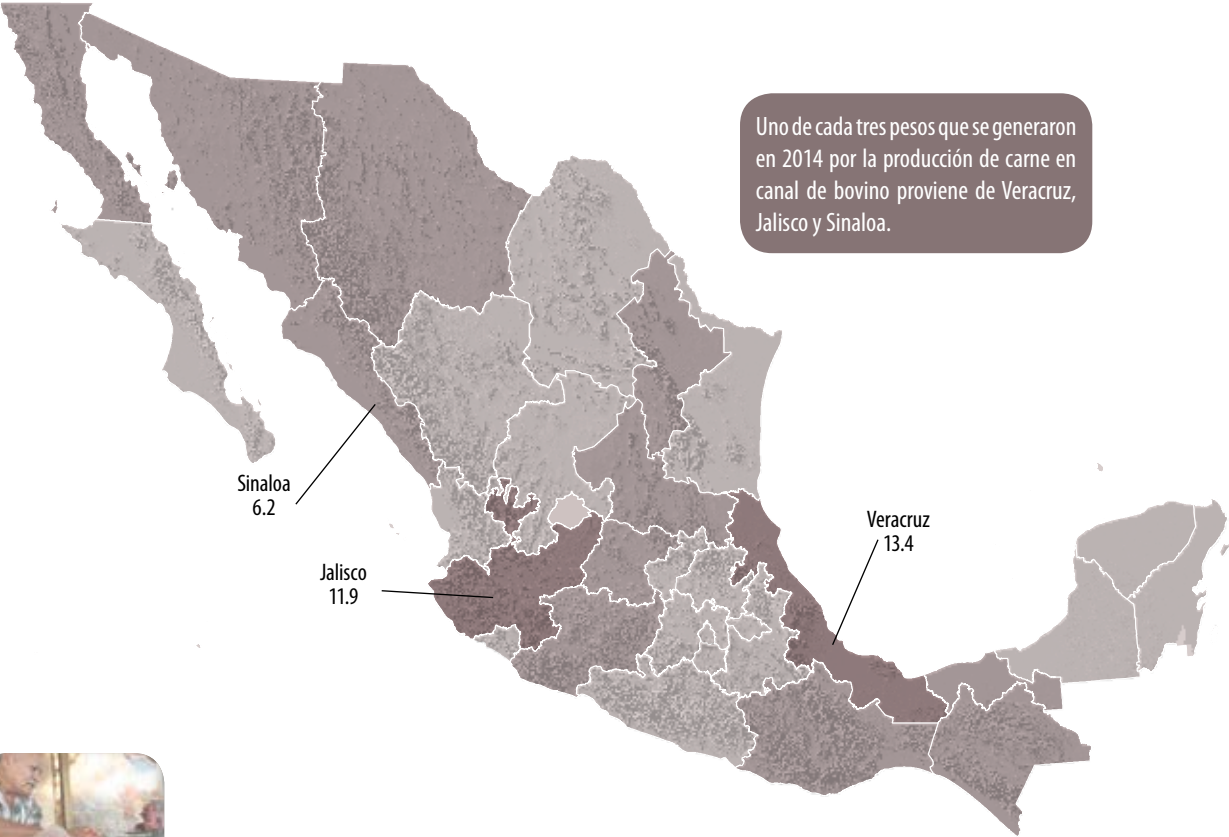 Uno de cada tres pesos que se generaron
en 2014 por la producción de carne en
canal de bovino proviene de Veracruz,
Jalisco y Sinaloa.
Sinaloa
6.2
Veracruz
13.4
Jalisco
11.9